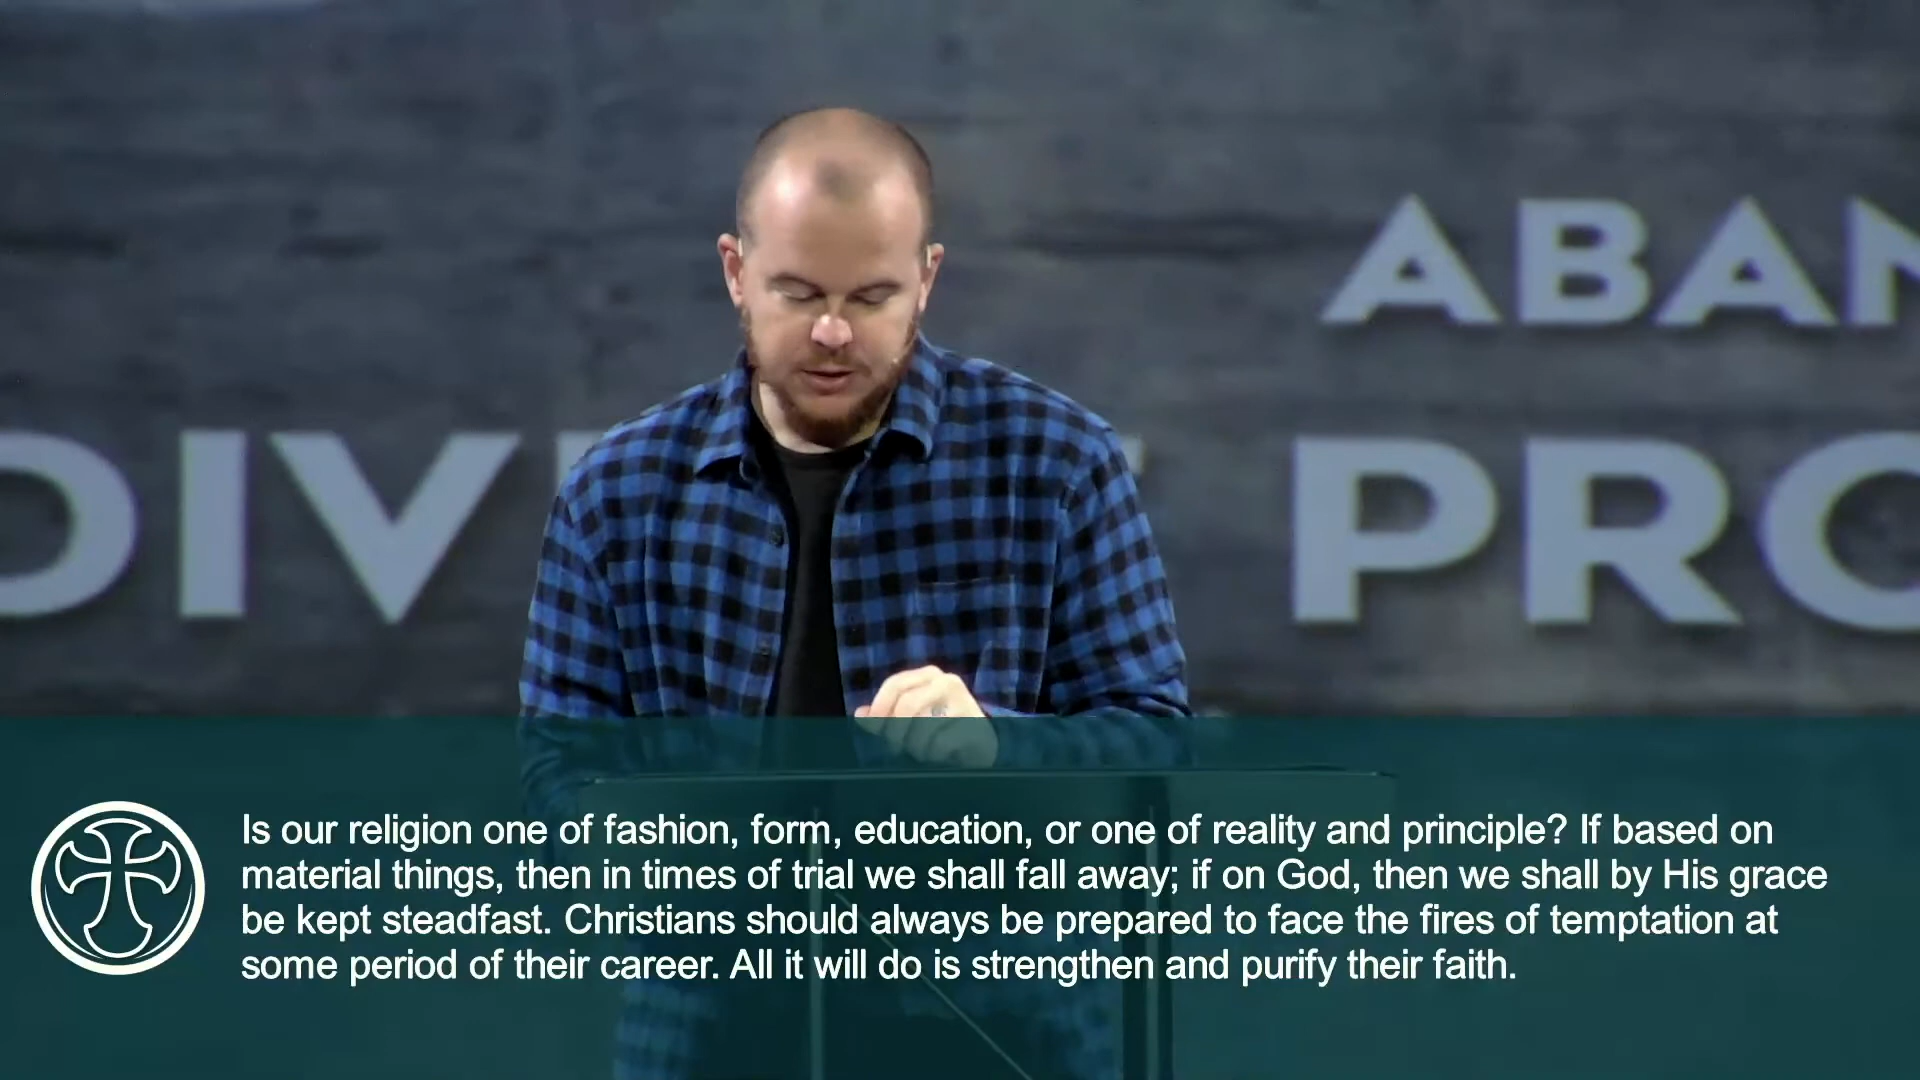 ABAN
DIV
PRO
Is our religion one of fashion, form, education, or one of reality and principle? If based on
material things, then in times of trial we shall fall away; if on God, then we shall by His grace
be kept steadfast. Christians should always be prepared to face the fires of temptation at
some period of their career. All it will do is strengthen and purify their faith.